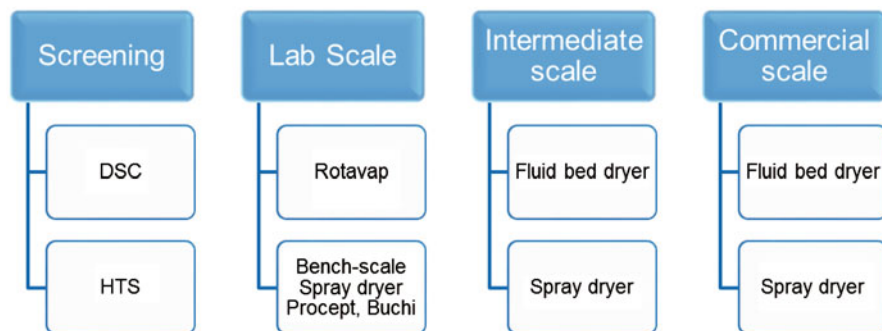 Screening
DSC
HTS
Lab Scale
Rotavap
Bench-scale
Spray dryer
Procept, Buchi
Intermediate
scale
Fluid bed dryer
Spray dryer
Commercial
scale
Fluid bed dryer
Spray dryer